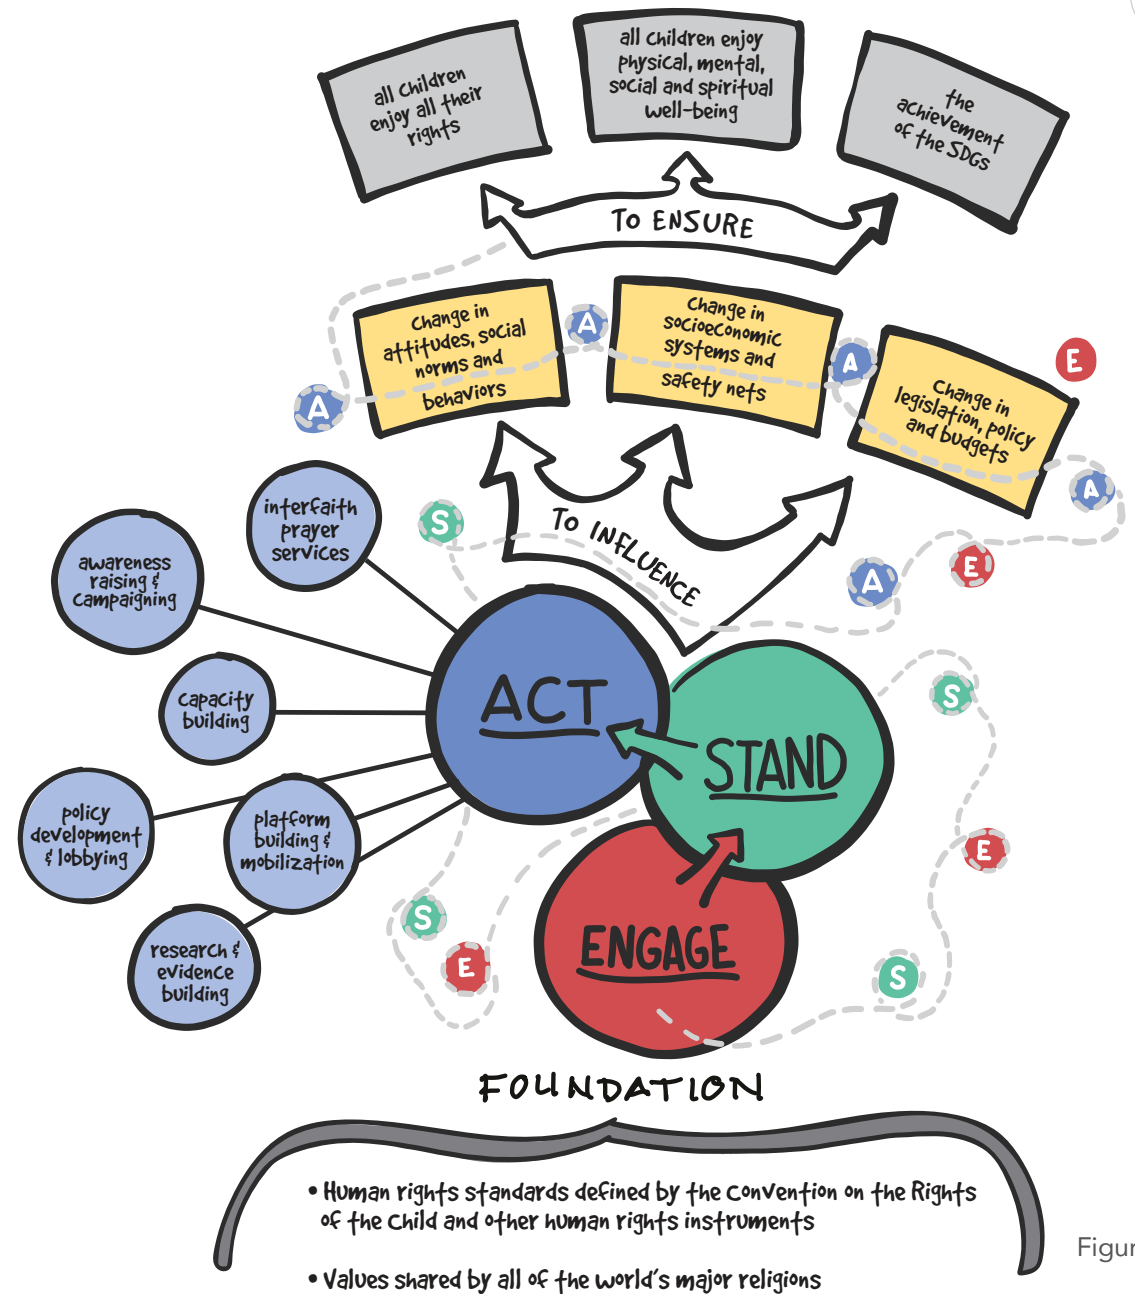 all Children
enjoy all their
rights
all Children enjoy
physical, mental,
social and spiritual
well-being
the
achievement
of the SDGs
TO ENSURE
Change in
attitudes, social
norms and
behaviors
A
Change in
socioeconomic
systems and
safety nets
A
Change in
legislation, policy
and budgets
E
A
A
interfaith
prayer
services
S
TO INFLUENCE
awareness
raising &
campaigning
A
E
capacity
building
ACT
STAND
S
policy
development
& lobbying
platform
building &
mobilization
E
S
E
ENGAGE
S
research &
evidence
building
FOUNDATION
• Human rights standards defined by the Convention on the Rights
of the Child and other human rights instruments
Figur
• Values shared by all of the world's major religions